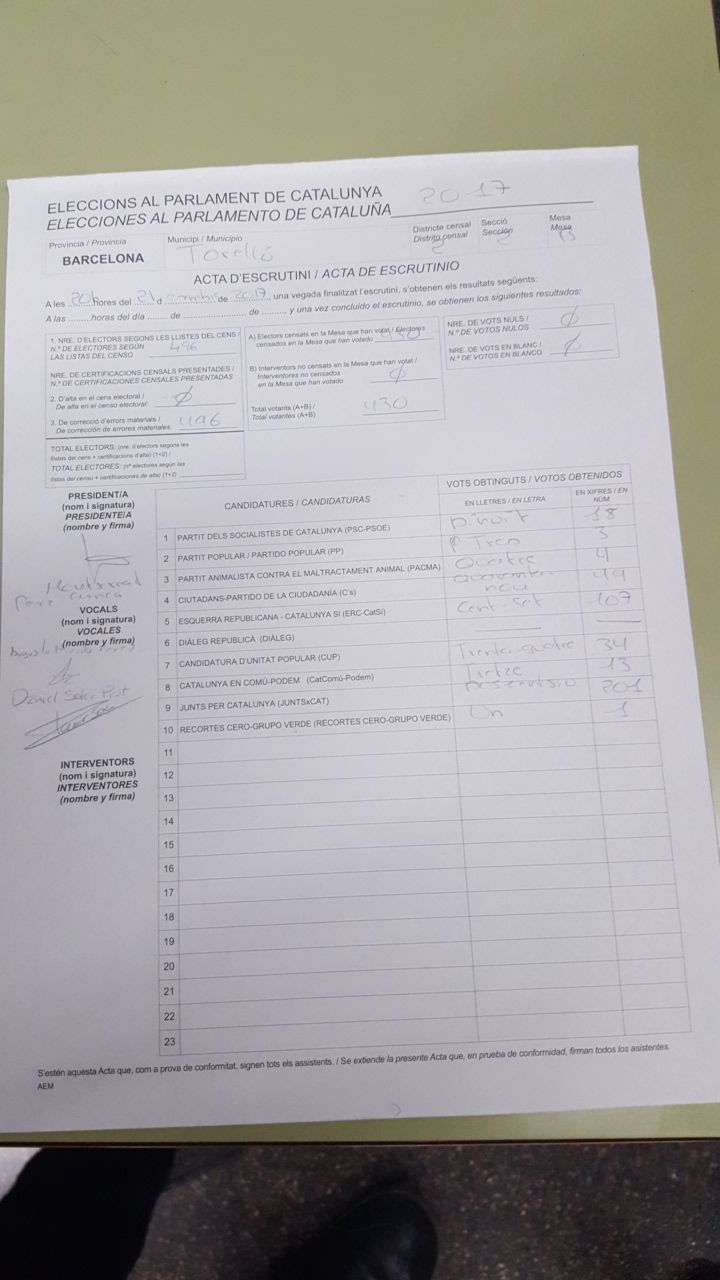 ELECCIONS AL PARLAMENT DE CATALUNYA
ELECCIONES AL PARLAMENTO DE CATALUÑA 2017
Provincia / Provincia Municipi / Municipio Districte censal Secció Mesa
Distrito censal Sección Mesa
BARCELONA Torelló 2 2 B
ACTA D'ESCRUTINI / ACTA DE ESCRUTINIO
A les 20h hores del 21 d de 2017, una vegada finalitzat l'escrutini, s'obtenen els resultats següents:
A las ........horas del día ........ de ........................ de ......... y una vez concluido el escrutinio, se obtienen los siguientes resultados:
1. NRE. D'ELECTORS SEGONS LES LLISTES DEL CENS /
N.º DE ELECTORES SEGÚN
LAS LISTAS DEL CENSO 496
NRE. DE CERTIFICACIONS CENSALS PRESENTADES /
N.º DE CERTIFICACIONES CENSALES PRESENTADAS
2. D'alta en el cens electoral /
De alta en el censo electoral: Ø
3. De correcció d'errors materials /
De corrección de errores materiales: 496
TOTAL ELECTORS: (nre. d'electors segons les
llistes del cens + certificacions d'alta) (1+2) /
TOTAL ELECTORES: (nº electores según las
listas del censo + certificaciones de alta) (1+2)
A) Electors censats en la Mesa que han votat / Electores
censados en la Mesa que han votado 430
B) Interventors no censats en la Mesa que han votat /
Interventores no censados
en la Mesa que han votado Ø
Total votants (A+B) /
Total votantes (A+B) 430
NRE. DE VOTS NULS /
N.º DE VOTOS NULOS Ø
NRE. DE VOTS EN BLANC /
N.º DE VOTOS EN BLANCO Ø
PRESIDENT/A
(nom i signatura)
PRESIDENTE/A
(nombre y firma)
Montserrat
VOCALS
(nom i signatura)
VOCALES
(nombre y firma)
Daniel Soler Prat
INTERVENTORS
(nom i signatura)
INTERVENTORES
(nombre y firma)
CANDIDATURES / CANDIDATURAS VOTS OBTINGUTS / VOTOS OBTENIDOS
EN LLETRES / EN LETRA EN XIFRES / EN NÚM.
1 PARTIT DELS SOCIALISTES DE CATALUNYA (PSC-PSOE) Divuit 18
2 PARTIT POPULAR / PARTIDO POPULAR (PP) Tres 3
3 PARTIT ANIMALISTA CONTRA EL MALTRACTAMENT ANIMAL (PACMA) Quatre 4
4 CIUTADANS-PARTIDO DE LA CIUDADANÍA (C's) Quaranta-nou 49
5 ESQUERRA REPUBLICANA - CATALUNYA SÍ (ERC-CatSí) Cent-set 107
6 DIÀLEG REPUBLICÀ (DIÀLEG)
7 CANDIDATURA D'UNITAT POPULAR (CUP) Trenta-quatre 34
8 CATALUNYA EN COMÚ-PODEM (CatComú-Podem) Tretze 13
9 JUNTS PER CATALUNYA (JUNTSxCAT) 201
10 RECORTES CERO-GRUPO VERDE (RECORTES CERO-GRUPO VERDE) Un 1
11
12
13
14
15
16
17
18
19
20
21
22
23
S'estén aquesta Acta que, com a prova de conformitat, signen tots els assistents. / Se extiende la presente Acta que, en prueba de conformidad, firman todos los asistentes.
AEM